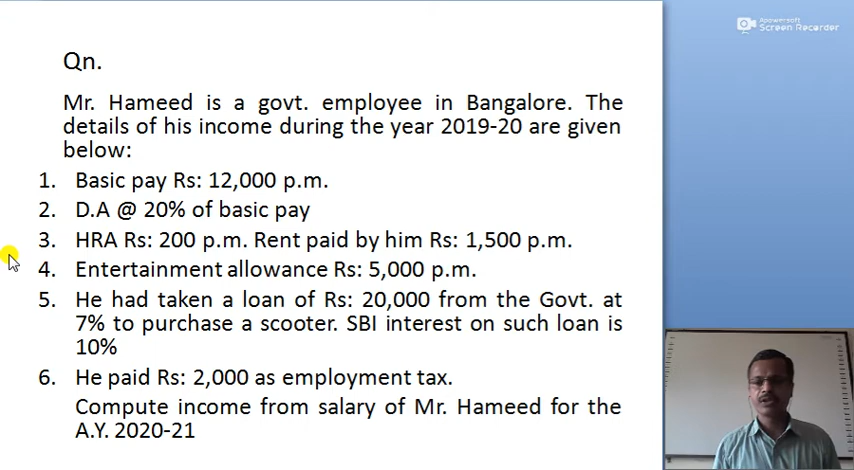 Apowersoft
Screen Recorder
Qn.
Mr. Hameed is a govt. employee in Bangalore. The
details of his income during the year 2019-20 are given
below:
1. Basic pay Rs: 12,000 p.m.
2. D.A @ 20% of basic pay
3. HRA Rs: 200 p.m. Rent paid by him Rs: 1,500 p.m.
4. Entertainment allowance Rs: 5,000 p.m.
5. He had taken a loan of Rs: 20,000 from the Govt. at
7% to purchase a scooter. SBI interest on such loan is
10%
6. He paid Rs: 2,000 as employment tax.
Compute income from salary of Mr. Hameed for the
A.Y. 2020-21